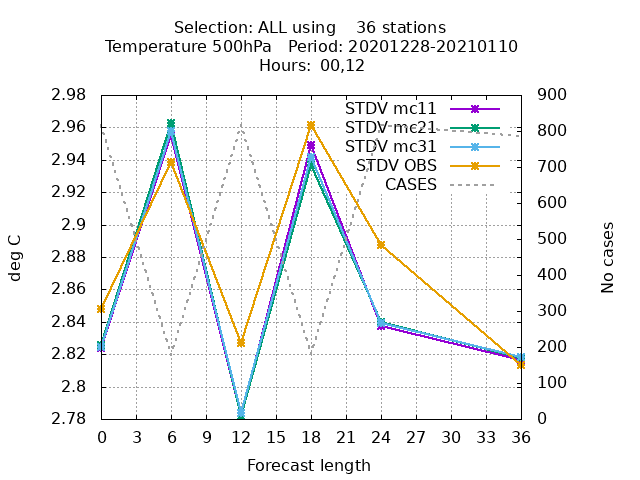 Selection: ALL using    36 stations
Temperature 500hPa   Period: 20201228-20210110
Hours:  00,12
2.98
2.96
2.94
2.92
2.9
2.88
2.86
2.84
2.82
2.8
2.78
deg C
STDV mc11
STDV mc21
STDV mc31
STDV OBS
CASES
900
800
700
600
500
400
300
200
100
0
No cases
0 3 6 9 12 15 18 21 24 27 30 33 36
Forecast length